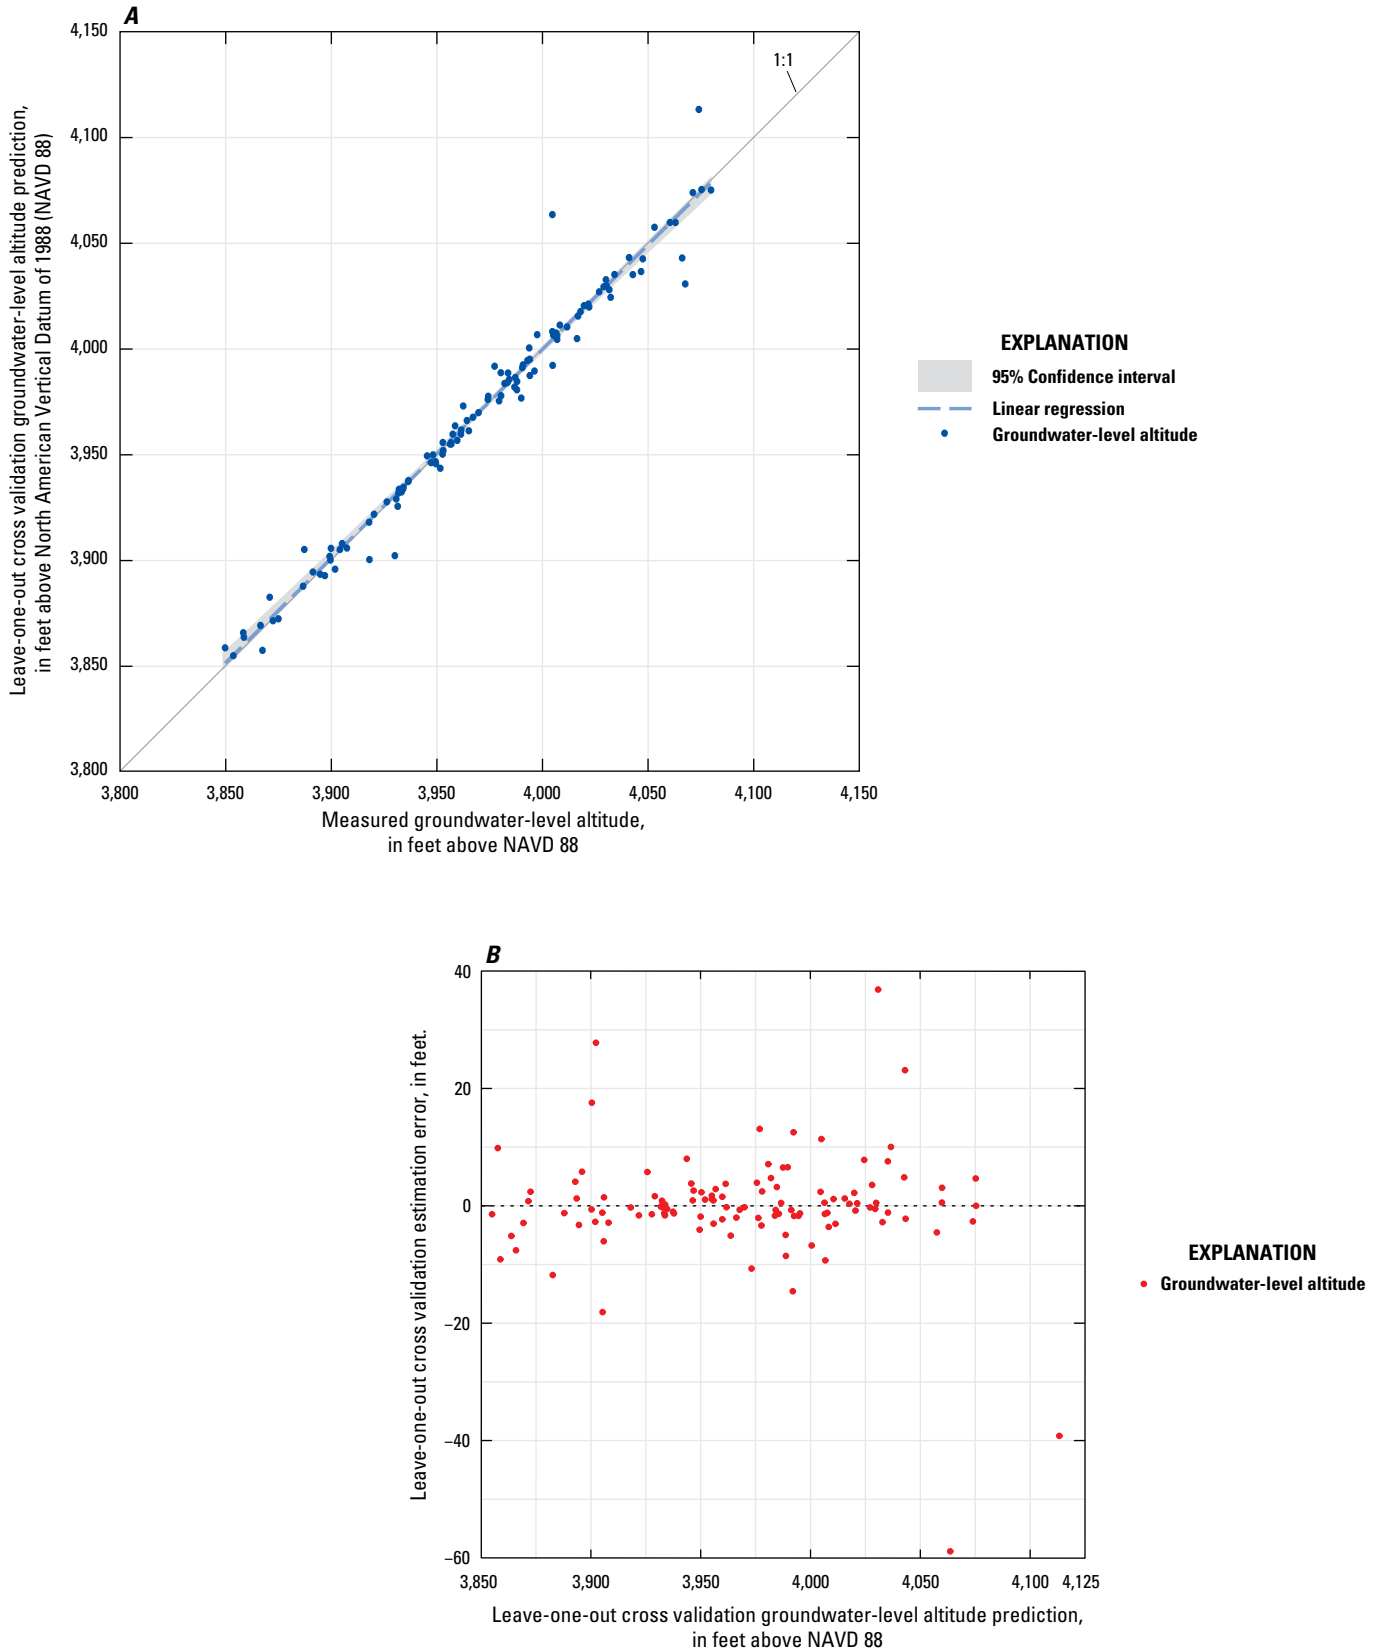 A
4,150
4,100
4,050
4,000
3,950
3,900
3,850
3,800
Leave-one-out cross validation groundwater-level altitude prediction,
in feet above North American Vertical Datum of 1988 (NAVD 88)
1:1
3,800
3,850
3,900
3,950
4,000
4,050
4,100
4,150
Measured groundwater-level altitude,
in feet above NAVD 88
EXPLANATION
95% Confidence interval
Linear regression
Groundwater-level altitude
B
40
20
0
−20
−40
−60
Leave-one-out cross validation estimation error, in feet.
3,850
3,900
3,950
4,000
4,050
4,100
4,125
Leave-one-out cross validation groundwater-level altitude prediction,
in feet above NAVD 88
EXPLANATION
Groundwater-level altitude